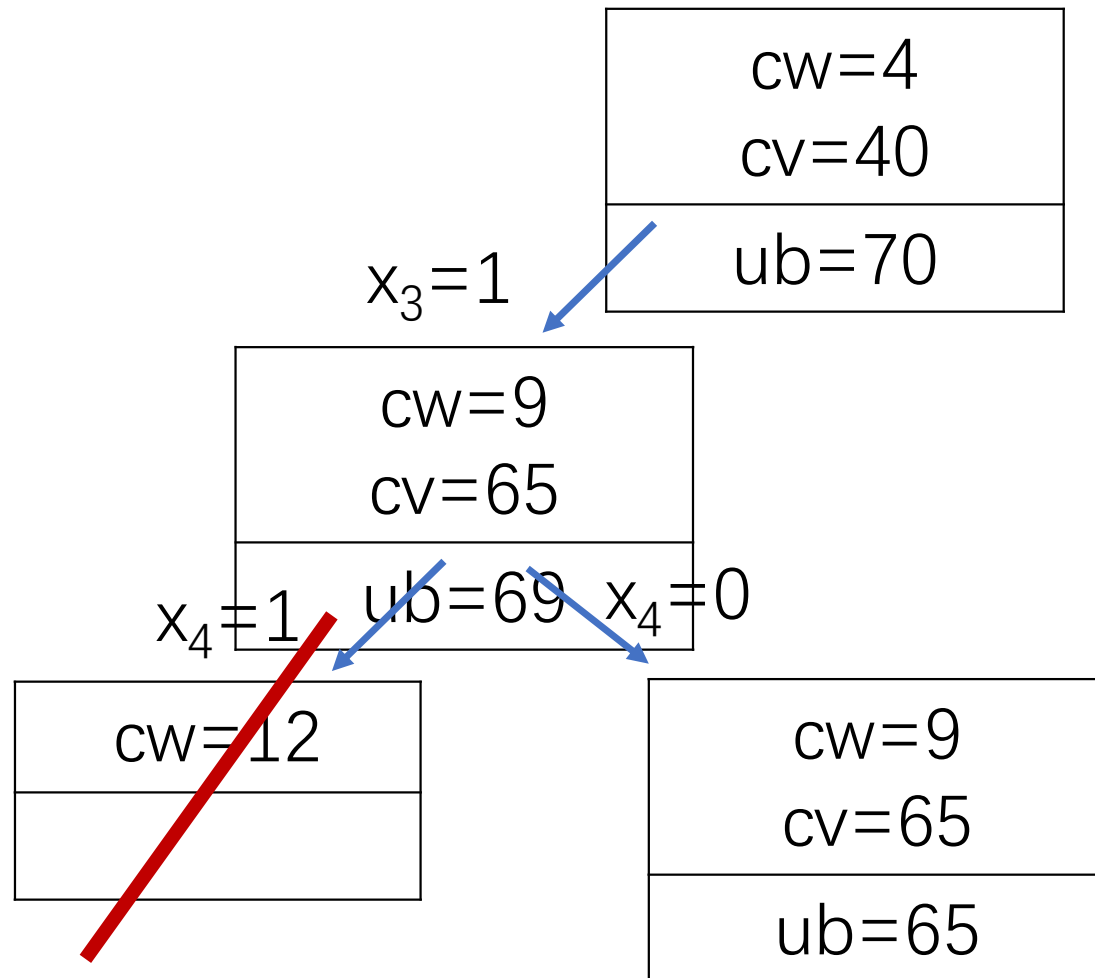 cw=4
cv=40
ub=70
x₃=1
cw=9
cv=65
ub=69
x₄=1
x₄=0
cw=12
cw=9
cv=65
ub=65